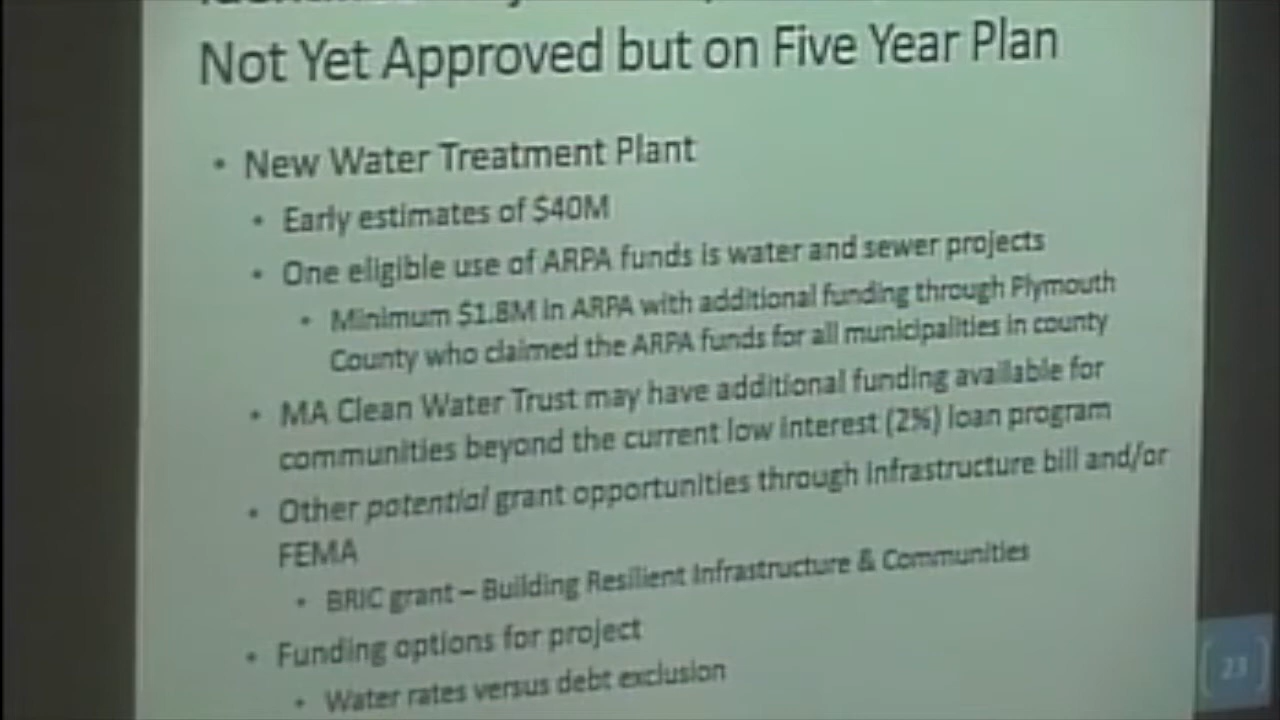 Not Yet Approved but on Five Year Plan
• New Water Treatment Plant
• Early estimates of $40M
• One eligible use of ARPA funds is water and sewer projects
• Minimum $1.8M in ARPA with additional funding through Plymouth
County who claimed the ARPA funds for all municipalities in county
• MA Clean Water Trust may have additional funding available for
communities beyond the current low interest (2%) loan program
• Other potential grant opportunities through infrastructure bill and/or
FEMA
• BRIC grant – Building Resilient Infrastructure & Communities
• Funding options for project
• Water rates versus debt exclusion
23